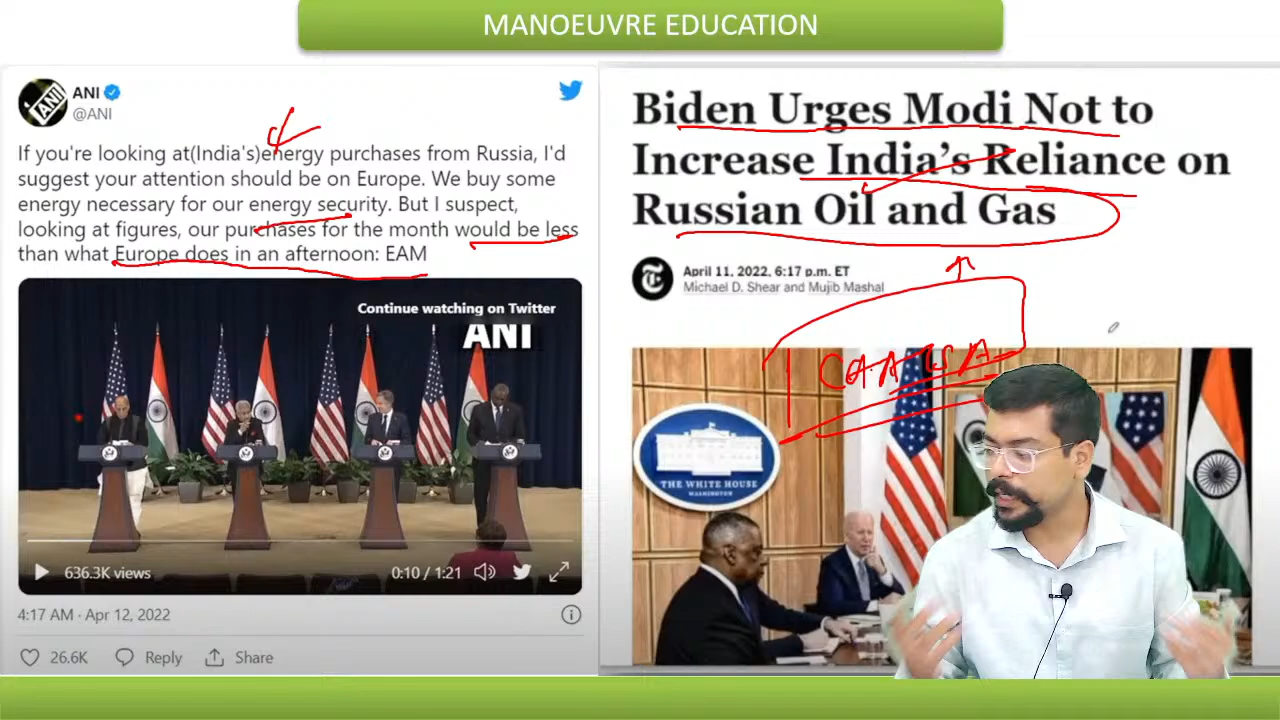 MANOEUVRE EDUCATION
ANI
@ANI
If you're looking at(India's)energy purchases from Russia, I'd
suggest your attention should be on Europe. We buy some
energy necessary for our energy security. But I suspect,
looking at figures, our purchases for the month would be less
than what Europe does in an afternoon: EAM
Continue watching on Twitter
ANI
636.3K views
0:10 / 1:21
4:17 AM · Apr 12, 2022
26.6K
Reply
Share
Biden Urges Modi Not to
Increase India's Reliance on
Russian Oil and Gas
April 11, 2022, 6:17 p.m. ET
Michael D. Shear and Mujib Mashal
CAATSA
THE WHITE HOUSE
WASHINGTON